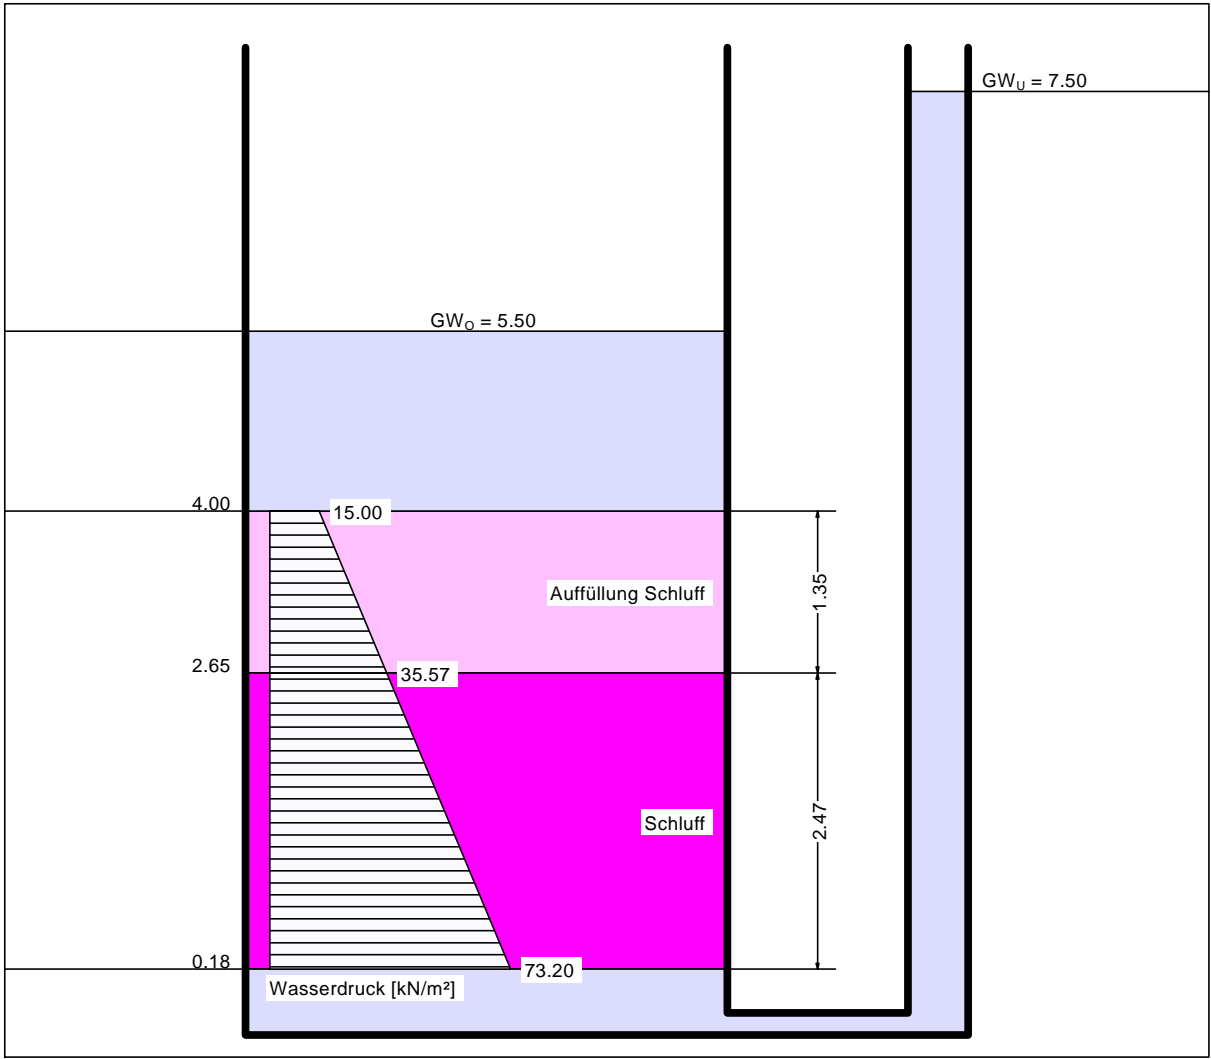 GWU = 7.50
GWO = 5.50
4.00
15.00
Auffüllung Schluff
1.35
2.65
35.57
Schluff
2.47
0.18
73.20
Wasserdruck [kN/m²]